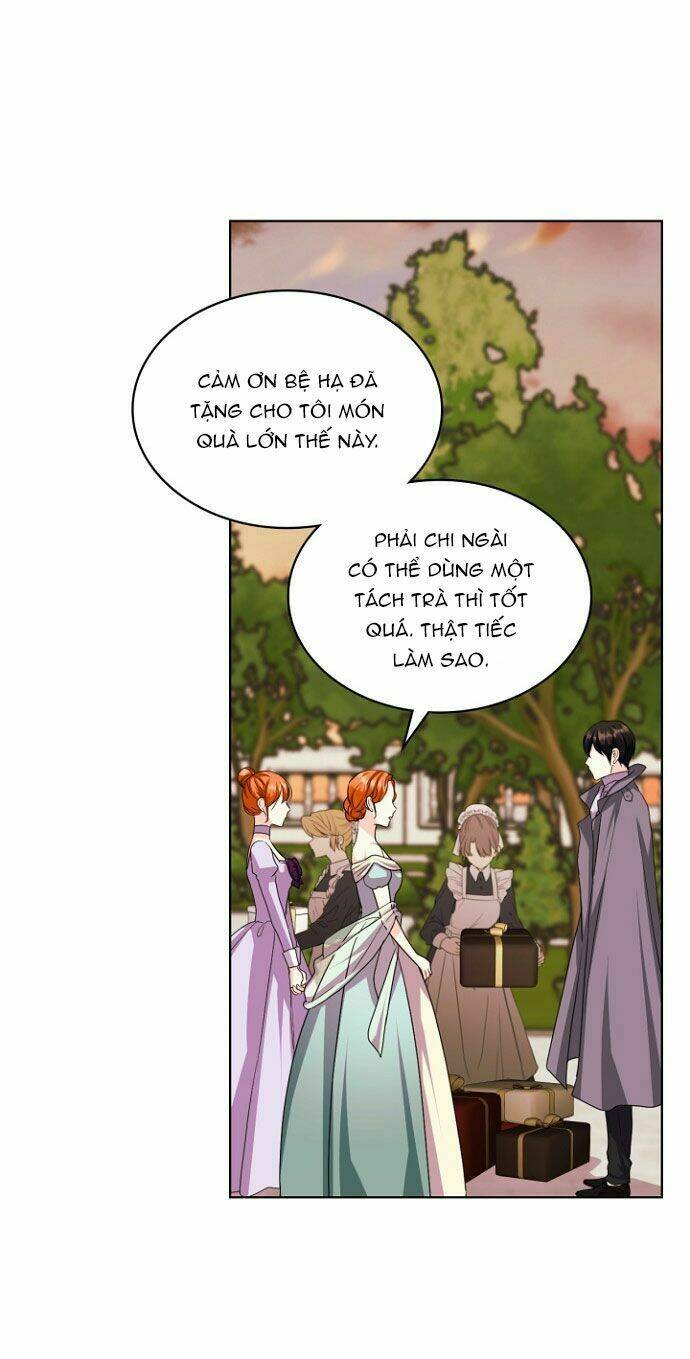 CẢM ƠN BỆ HẠ ĐÃ
TẶNG CHO TÔI MÓN
QUÀ LỚN THẾ NÀY.
PHẢI CHI NGÀI
CÓ THỂ DÙNG MỘT
TÁCH TRÀ THÌ TỐT
QUÁ. THẬT TIẾC
LÀM SAO.